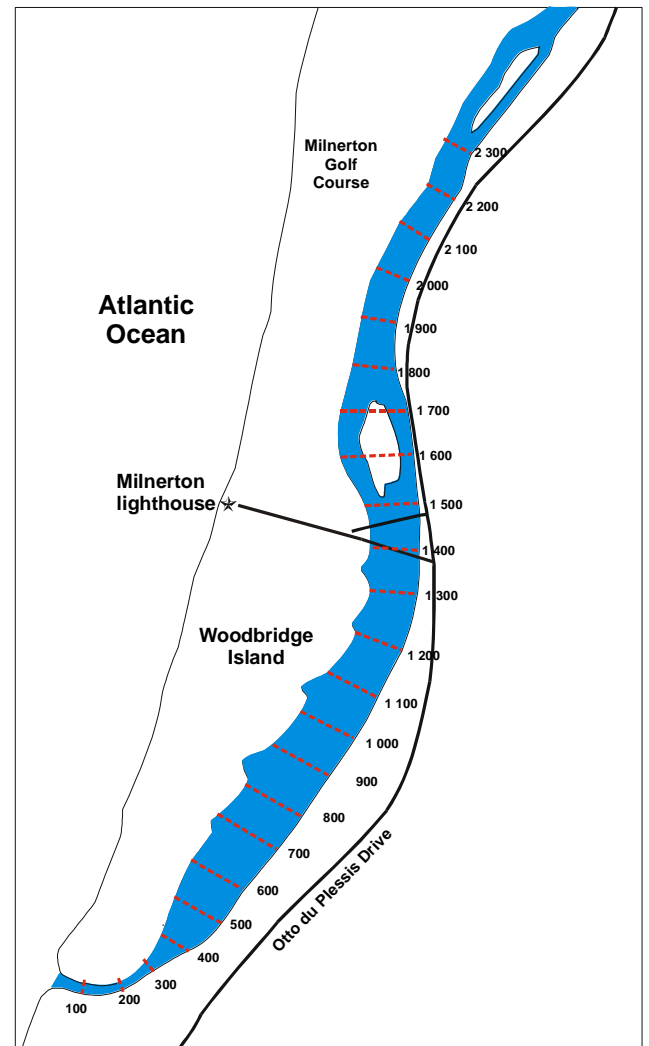 Milnerton
Golf
Course
2 300
2 200
2 100
2 000
Atlantic
Ocean
1 900
1 800
1 700
1 600
Milnerton
lighthouse
1 500
1 400
1 300
Woodbridge
Island
1 200
1 100
1 000
900
800
700
Otto du Plessis Drive
600
500
400
300
200
100